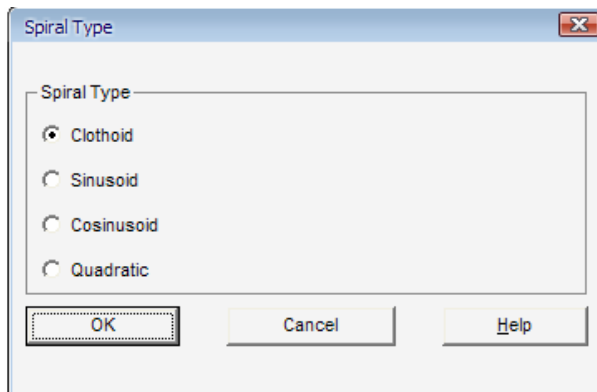 Spiral Type
Spiral Type
Clothoid
Sinusoid
Cosinusoid
Quadratic
OK Cancel Help